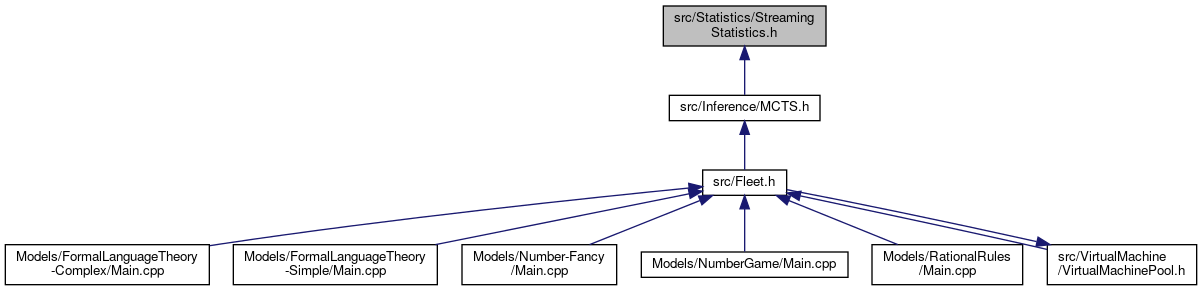 src/Statistics/Streaming
Statistics.h
src/Inference/MCTS.h
src/Fleet.h
Models/FormalLanguageTheory
-Complex/Main.cpp
Models/FormalLanguageTheory
-Simple/Main.cpp
Models/Number-Fancy
/Main.cpp
Models/NumberGame/Main.cpp
Models/RationalRules
/Main.cpp
src/VirtualMachine
/VirtualMachinePool.h